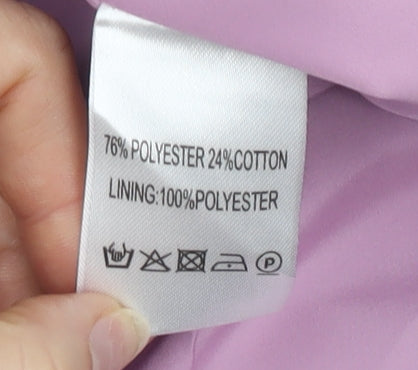 76% POLYESTER 24%COTTON
LINING:100%POLYESTER
P